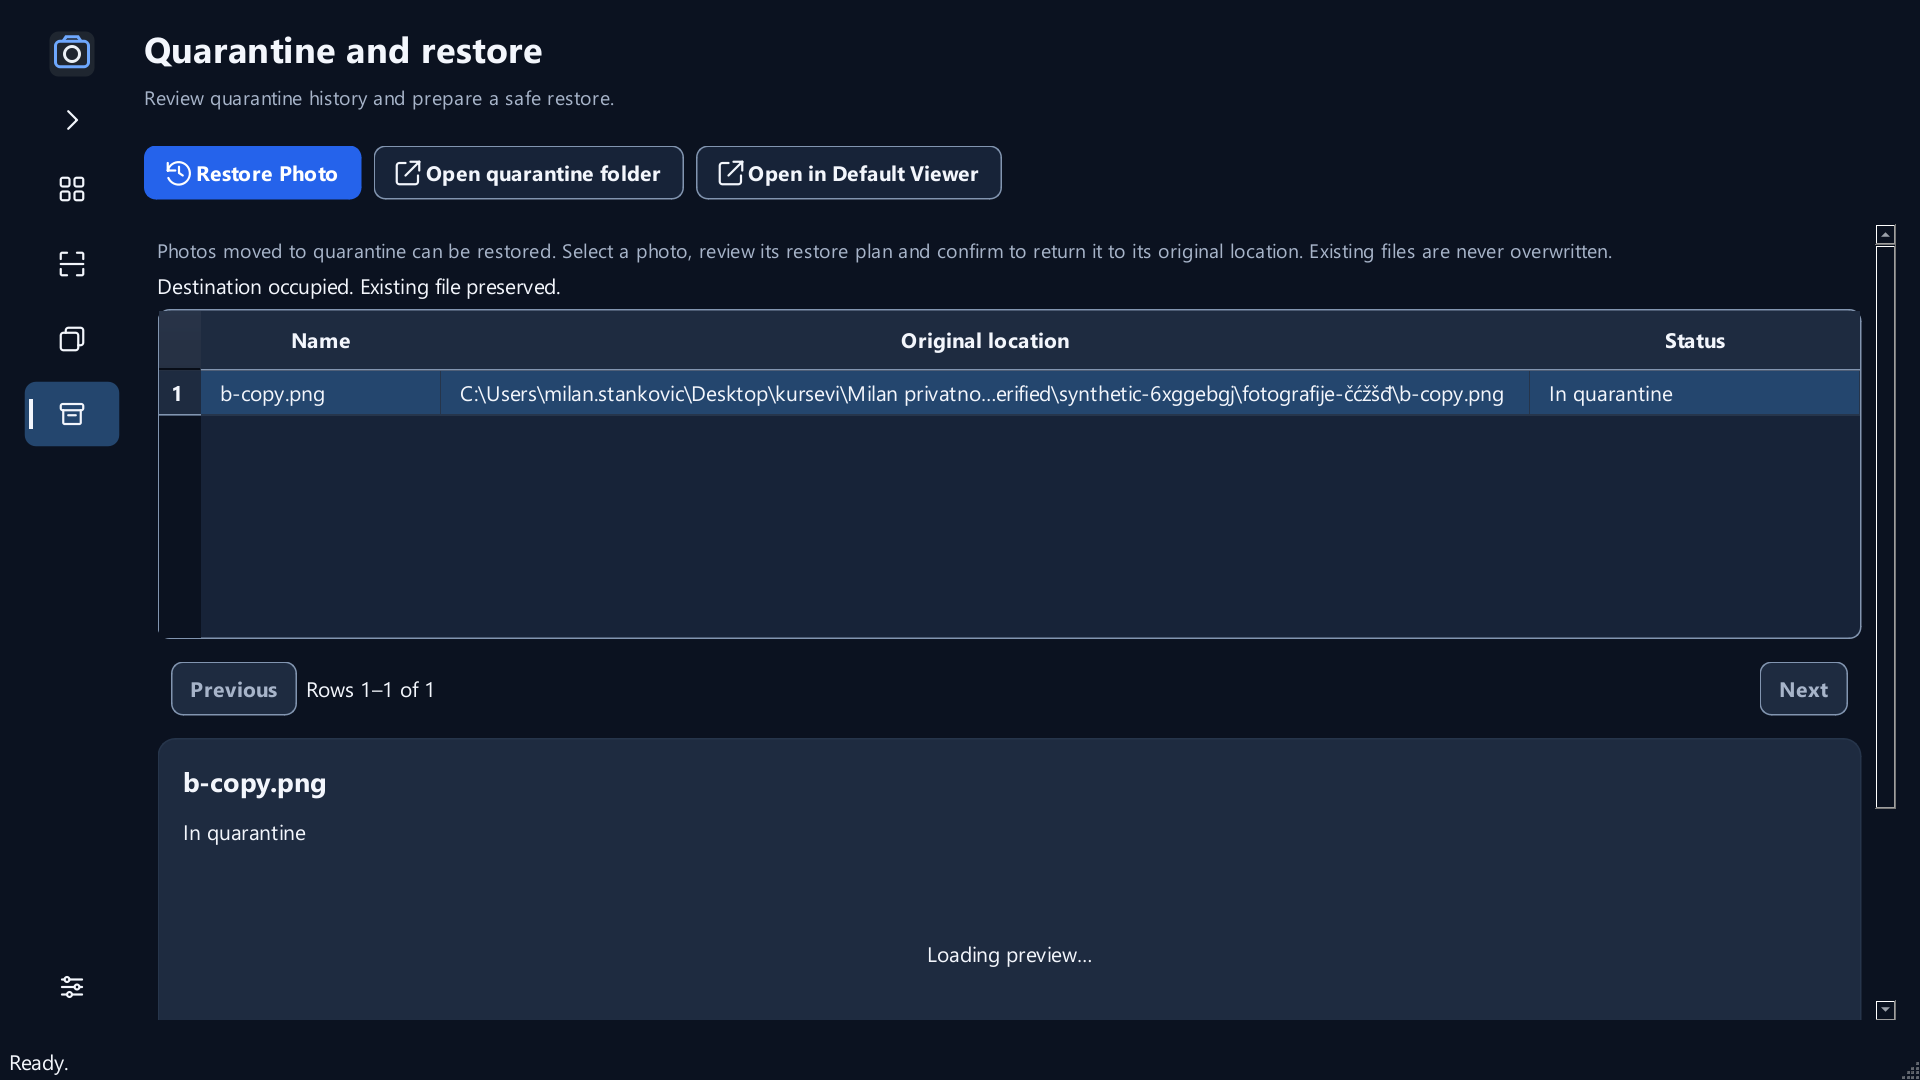 Quarantine and restore
Review quarantine history and prepare a safe restore.
Restore Photo
Open quarantine folder
Open in Default Viewer
Photos moved to quarantine can be restored. Select a photo, review its restore plan and confirm to return it to its original location. Existing files are never overwritten.
Destination occupied. Existing file preserved.
Name Original location Status
1 b-copy.png C:\Users\milan.stankovic\Desktop\kursevi\Milan privatno...erified\synthetic-6xggebgj\fotografije-čćžšđ\b-copy.png In quarantine
Previous Rows 1–1 of 1 Next
b-copy.png
In quarantine
Loading preview...
Ready.